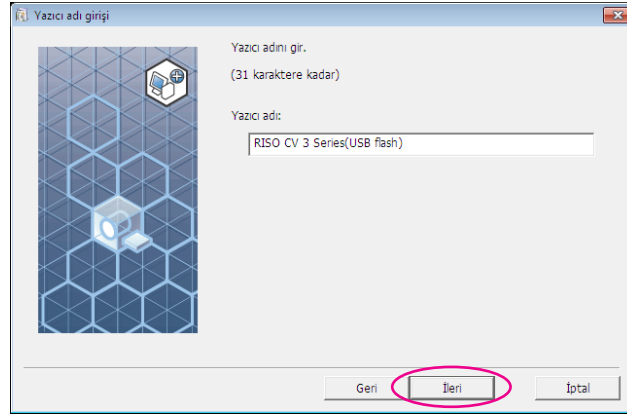 Yazıcı adı girişi
Yazıcı adını gir.
(31 karaktere kadar)
Yazıcı adı:
RISO CV 3 Series(USB flash)
Geri İleri İptal